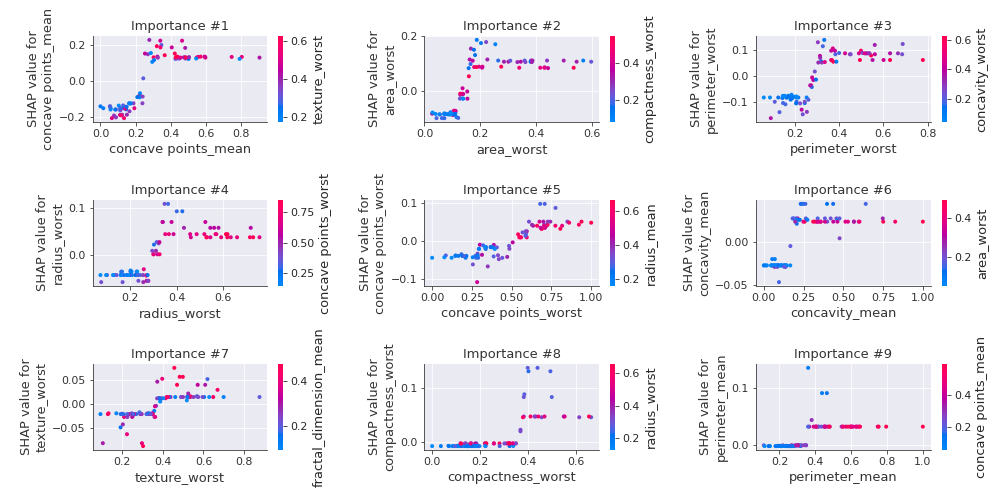 Importance #1
SHAP value for
concave points_mean
0.2
0.0
−0.2
0.0 0.2 0.4 0.6 0.8
concave points_mean
0.6
0.4
0.2
texture_worst
Importance #2
SHAP value for
area_worst
0.2
0.0
0.0 0.2 0.4 0.6
area_worst
0.4
0.2
compactness_worst
Importance #3
SHAP value for
perimeter_worst
0.1
0.0
−0.1
0.2 0.4 0.6 0.8
perimeter_worst
0.6
0.4
0.2
concavity_worst
Importance #4
SHAP value for
radius_worst
0.1
0.0
0.2 0.4 0.6
radius_worst
0.75
0.50
0.25
concave points_worst
Importance #5
SHAP value for
concave points_worst
0.1
0.0
−0.1
0.00 0.25 0.50 0.75 1.00
concave points_worst
0.6
0.4
0.2
radius_mean
Importance #6
SHAP value for
concavity_mean
0.00
−0.05
0.00 0.25 0.50 0.75 1.00
concavity_mean
0.4
0.2
area_worst
Importance #7
SHAP value for
texture_worst
0.05
0.00
−0.05
0.2 0.4 0.6 0.8
texture_worst
0.4
0.2
fractal_dimension_mean
Importance #8
SHAP value for
compactness_worst
0.1
0.0
0.0 0.2 0.4 0.6
compactness_worst
0.6
0.4
0.2
radius_worst
Importance #9
SHAP value for
perimeter_mean
0.1
0.0
0.2 0.4 0.6 0.8 1.0
perimeter_mean
0.4
0.2
concave points_mean